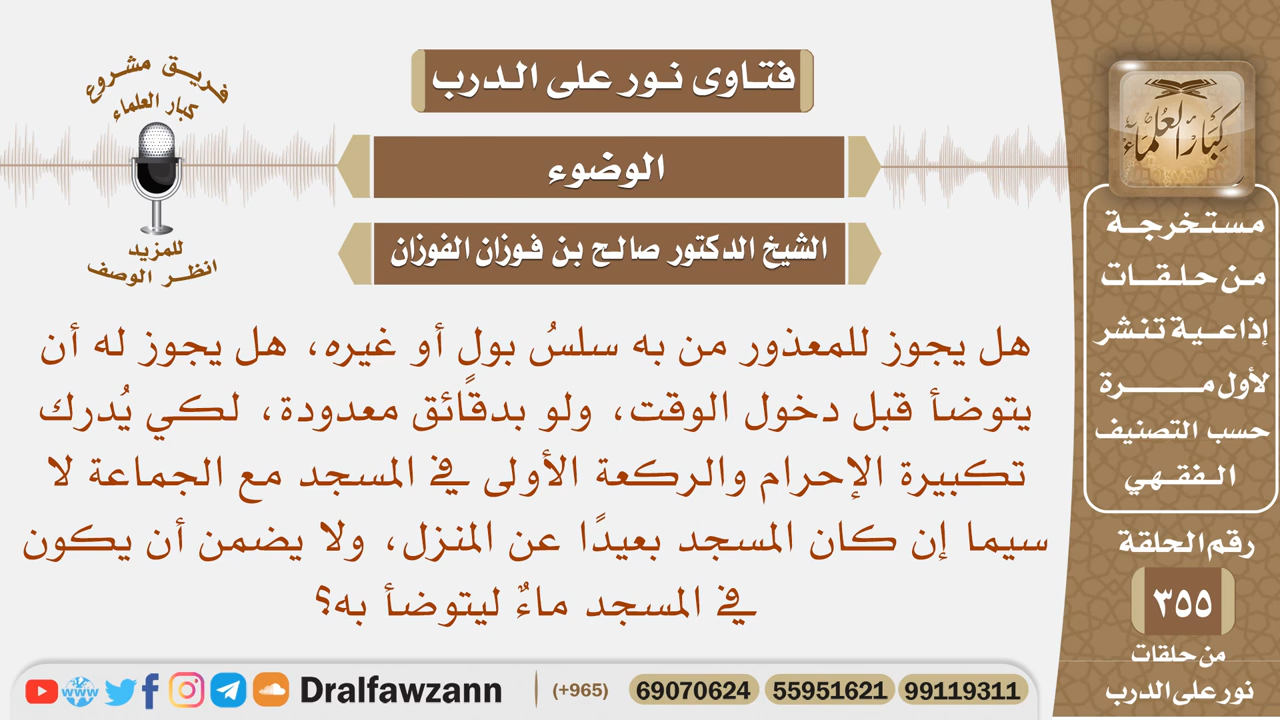 فتاوى نور على الدرب
الوضوء
الشيخ الدكتور صالح بن فوزان الفوزان
فريق مشروع
كبار العلماء
للمزيد
انظر الوصف
هل يجوز للمعذور من به سلسُ بولٍ أو غيره، هل يجوز له أن
يتوضأ قبل دخول الوقت، ولو بدقائق معدودة، لكي يُدرك
تكبيرة الإحرام والركعة الأولى في المسجد مع الجماعة لا
سيما إن كان المسجد بعيدًا عن المنزل، ولا يضمن أن يكون
في المسجد ماءٌ ليتوضأ به؟
كِبَار العُلَمَاء
مستخرجة
من حلقات
إذاعية تنشر
لأول مرة
حسب التصنيف
الفقهي
رقم الحلقة
٣٥٥
من حلقات
نور على الدرب
www
Dralfawzann
(+965)
69070624
55951621
99119311